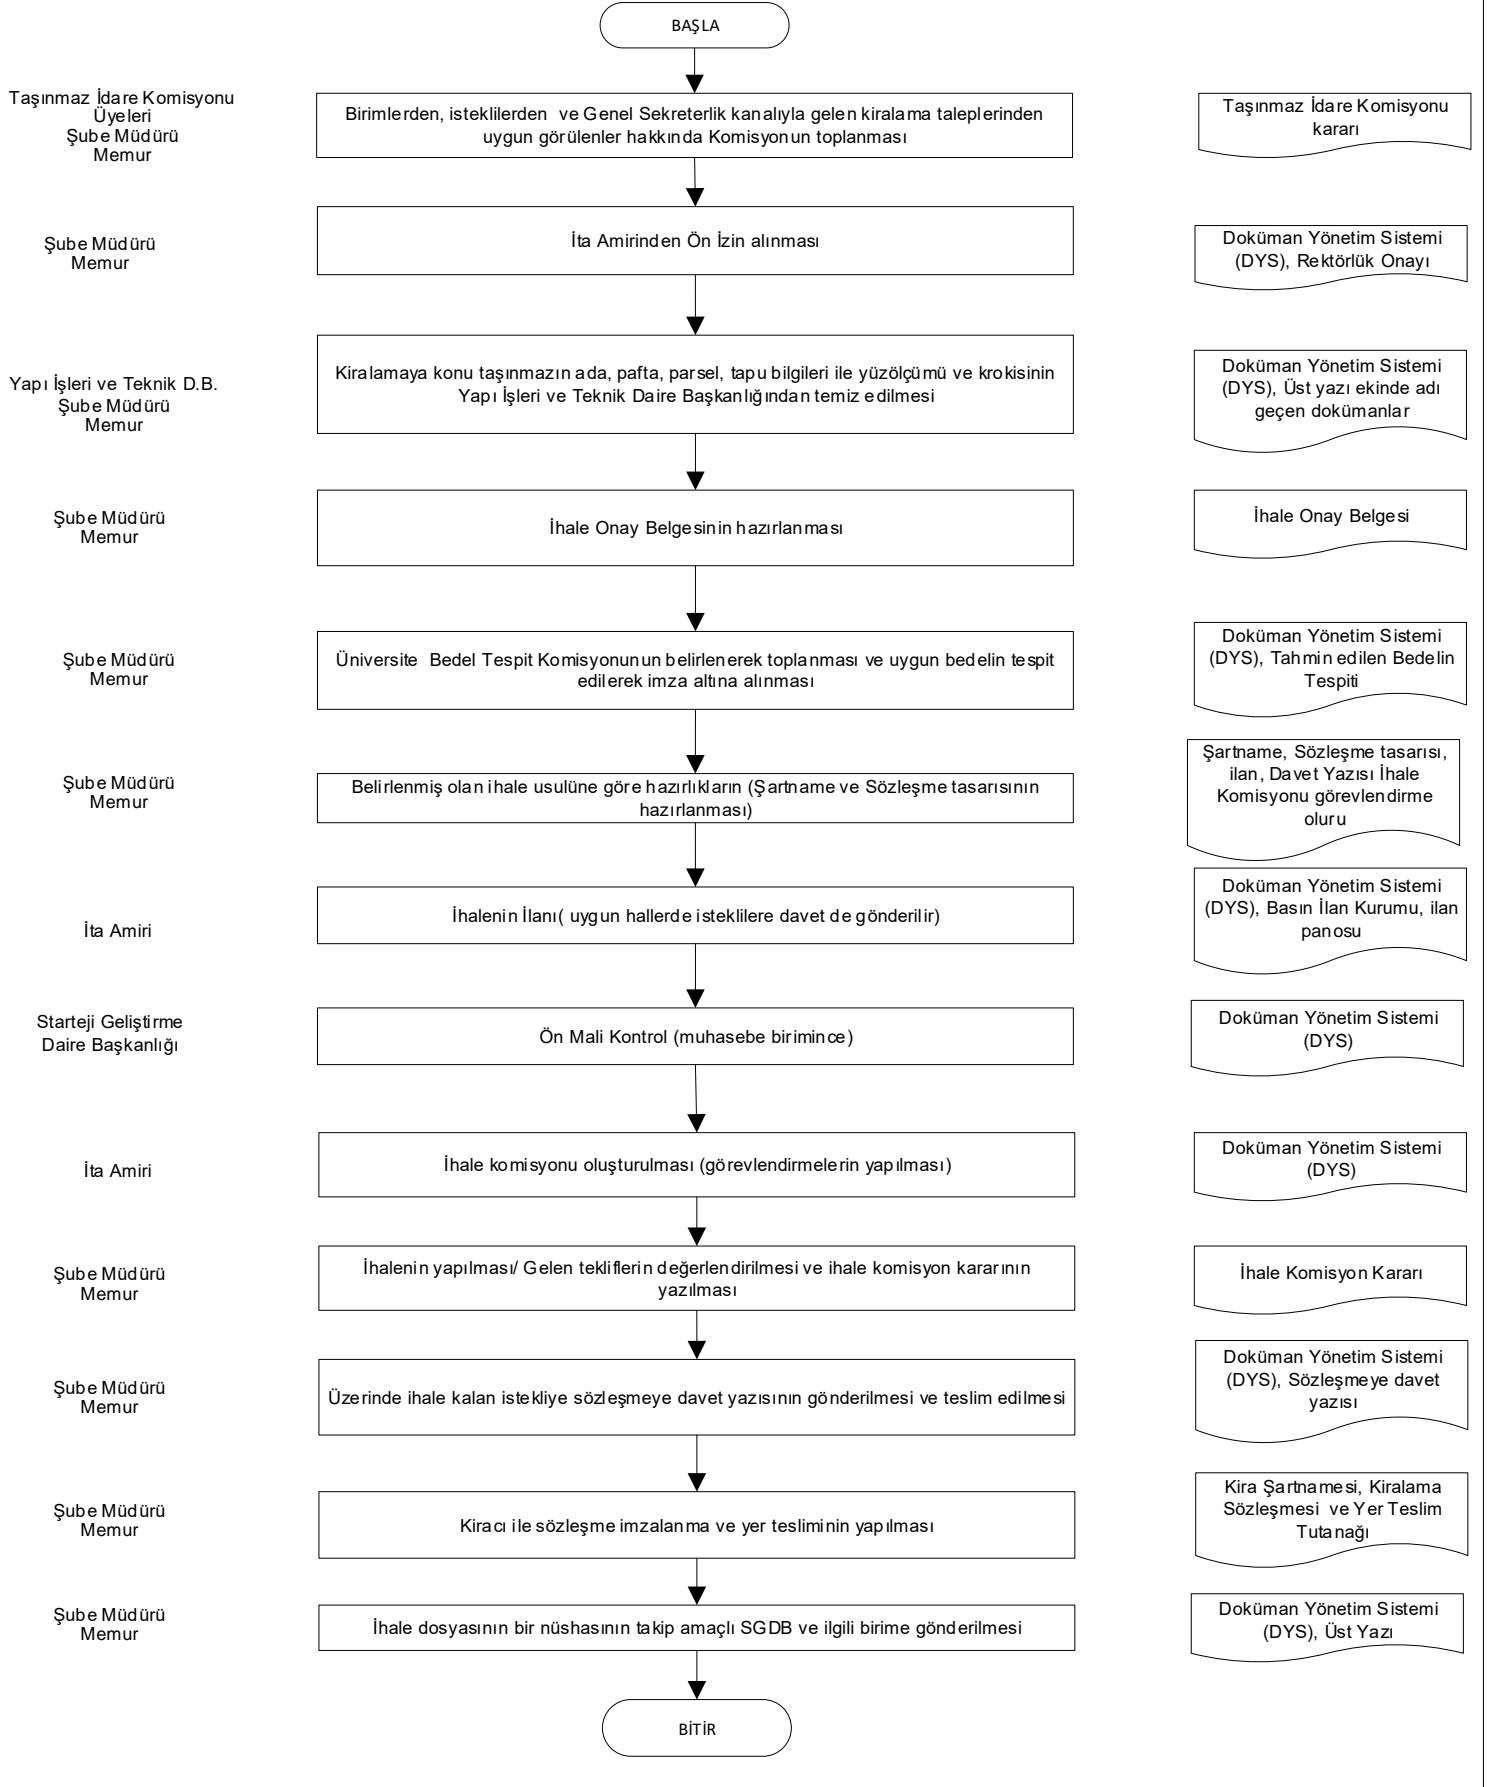 BAŞLA
Taşınmaz İdare Komisyonu
Üyeleri
Şube Müdürü
Memur
Birimlerden, isteklilerden ve Genel Sekreterlik kanalıyla gelen kiralama taleplerinden
uygun görülenler hakkında Komisyonun toplanması
Taşınmaz İdare Komisyonu
kararı
Şube Müdürü
Memur
İta Amirinden Ön İzin alınması
Doküman Yönetim Sistemi
(DYS), Rektörlük Onayı
Yapı İşleri ve Teknik D.B.
Şube Müdürü
Memur
Kiralamaya konu taşınmazın ada, pafta, parsel, tapu bilgileri ile yüzölçümü ve krokisinin
Yapı İşleri ve Teknik Daire Başkanlığından temiz edilmesi
Doküman Yönetim Sistemi
(DYS), Üst yazı ekinde adı
geçen dokümanlar
Şube Müdürü
Memur
İhale Onay Belgesinin hazırlanması
İhale Onay Belgesi
Şube Müdürü
Memur
Üniversite Bedel Tespit Komisyonunun belirlenerek toplanması ve uygun bedelin tespit
edilerek imza altına alınması
Doküman Yönetim Sistemi
(DYS), Tahmin edilen Bedelin
Tespiti
Şube Müdürü
Memur
Belirlenmiş olan ihale usulüne göre hazırlıkların (Şartname ve Sözleşme tasarısının
hazırlanması)
Şartname, Sözleşme tasarısı,
ilan, Davet Yazısı İhale
Komisyonu görevlendirme
oluru
İta Amiri
İhalenin İlanı( uygun hallerde isteklilere davet de gönderilir)
Doküman Yönetim Sistemi
(DYS), Basın İlan Kurumu, ilan
panosu
Starteji Geliştirme
Daire Başkanlığı
Ön Mali Kontrol (muhasebe birimince)
Doküman Yönetim Sistemi
(DYS)
İta Amiri
İhale komisyonu oluşturulması (görevlendirmelerin yapılması)
Doküman Yönetim Sistemi
(DYS)
Şube Müdürü
Memur
İhalenin yapılması/ Gelen tekliflerin değerlendirilmesi ve ihale komisyon kararının
yazılması
İhale Komisyon Kararı
Şube Müdürü
Memur
Üzerinde ihale kalan istekliye sözleşmeye davet yazısının gönderilmesi ve teslim edilmesi
Doküman Yönetim Sistemi
(DYS), Sözleşmeye davet
yazısı
Şube Müdürü
Memur
Kiracı ile sözleşme imzalanma ve yer tesliminin yapılması
Kira Şartnamesi, Kiralama
Sözleşmesi ve Yer Teslim
Tutanağı
Şube Müdürü
Memur
İhale dosyasının bir nüshasının takip amaçlı SGDB ve ilgili birime gönderilmesi
Doküman Yönetim Sistemi
(DYS), Üst Yazı
BİTİR